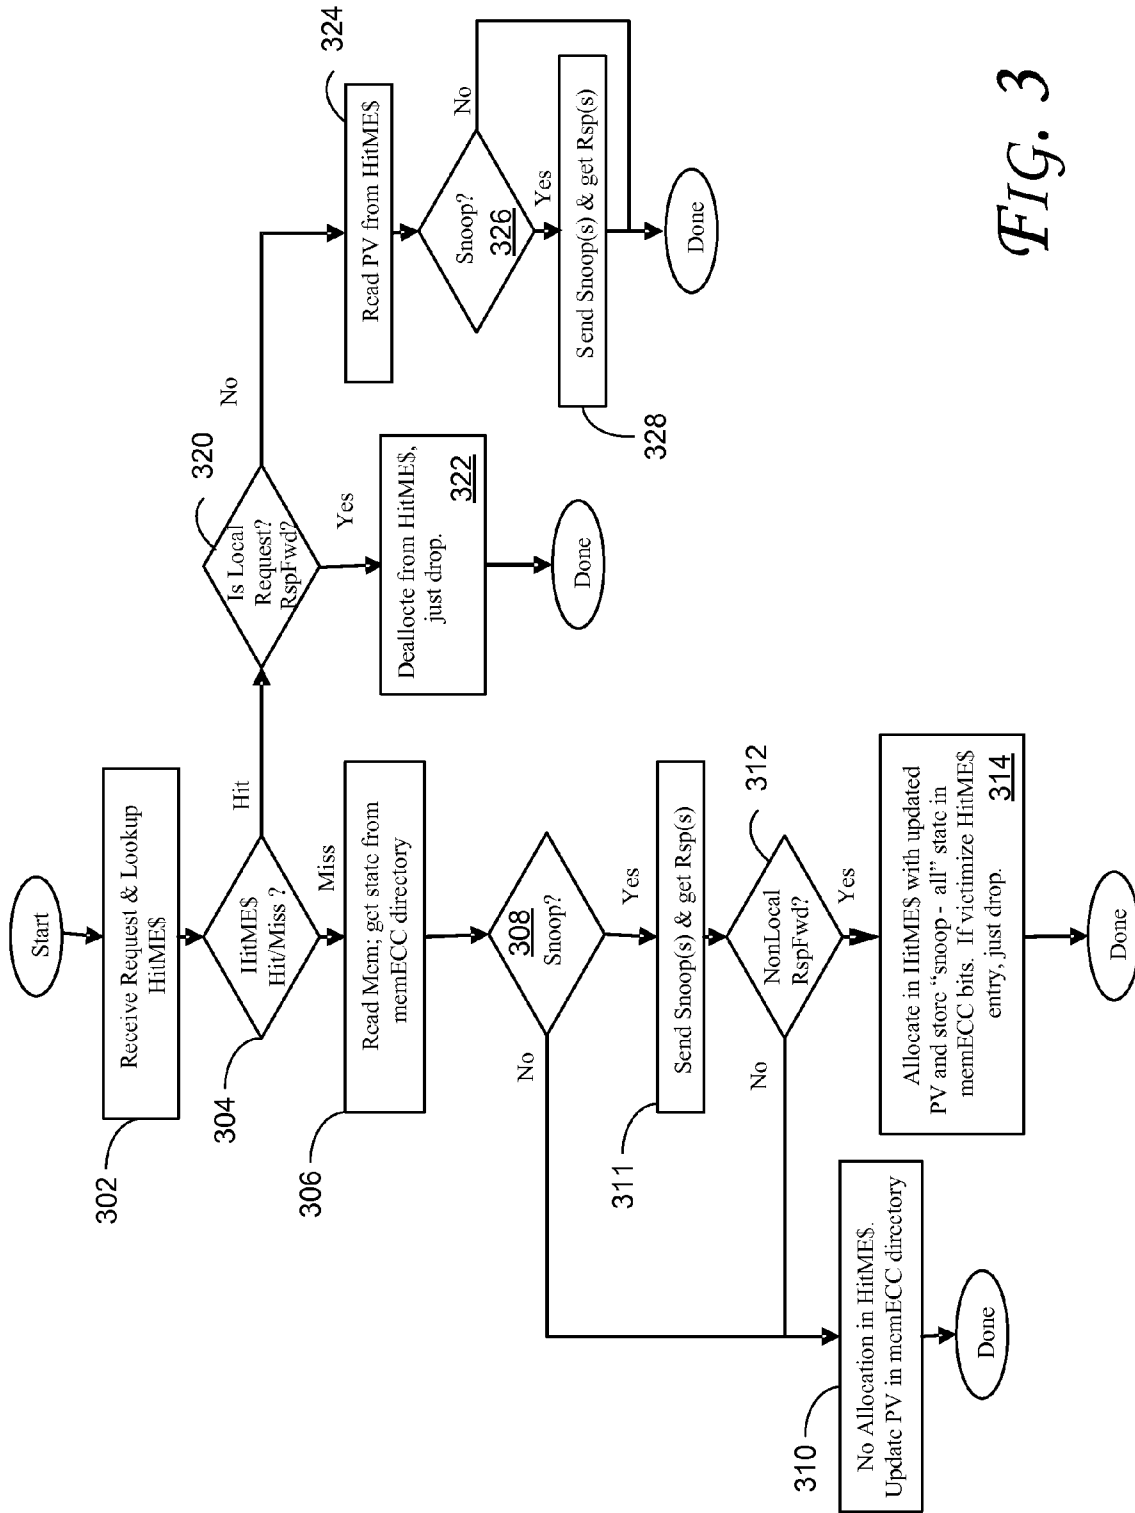 Start
Receive Request & Lookup
HitME$
302
HitME$
Hit/Miss ?
304
Hit
Miss
Read Mem; get state from
memECC directory
306
308
Snoop?
No
Yes
Send Snoop(s) & get Rsp(s)
311
NonLocal
RspFwd?
312
No
Yes
No Allocation in HitME$.
Update PV in memECC directory
310
Done
Allocate in HitME$ with updated
PV and store “snoop - all” state in
memECC bits. If victimize HitME$
entry, just drop.
314
Done
Is Local
Request?
RspFwd?
320
No
Yes
Deallocte from HitME$,
just drop.
322
Done
Read PV from HitME$
324
Snoop?
326
No
Yes
Send Snoop(s) & get Rsp(s)
328
Done
FIG. 3